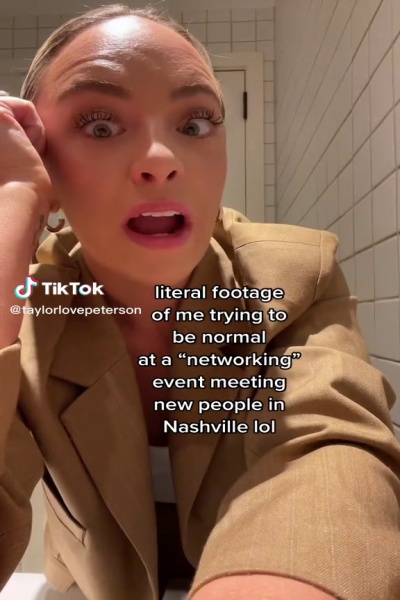 TikTok
@taylorlovepeterson
literal footage
of me trying to
be normal
at a “networking”
event meeting
new people in
Nashville lol